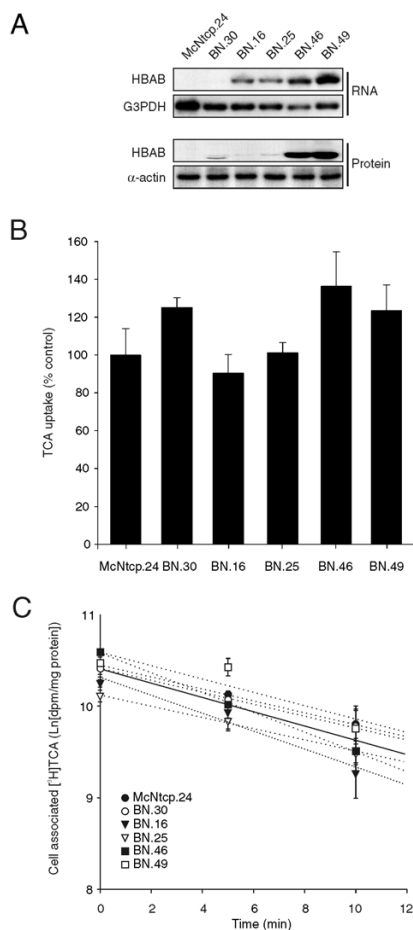 A
McNtcp.24
BN.30
BN.16
BN.25
BN.46
BN.49
HBAB
G3PDH
RNA
HBAB
α-actin
Protein
B
TCA uptake (% control)
160
140
120
100
80
60
40
20
0
McNtcp.24 BN.30 BN.16 BN.25 BN.46 BN.49
C
Cell associated [³H]TCA (Ln[dpm/mg protein])
11
10
9
8
McNtcp.24
BN.30
BN.16
BN.25
BN.46
BN.49
0 2 4 6 8 10 12
Time (min)